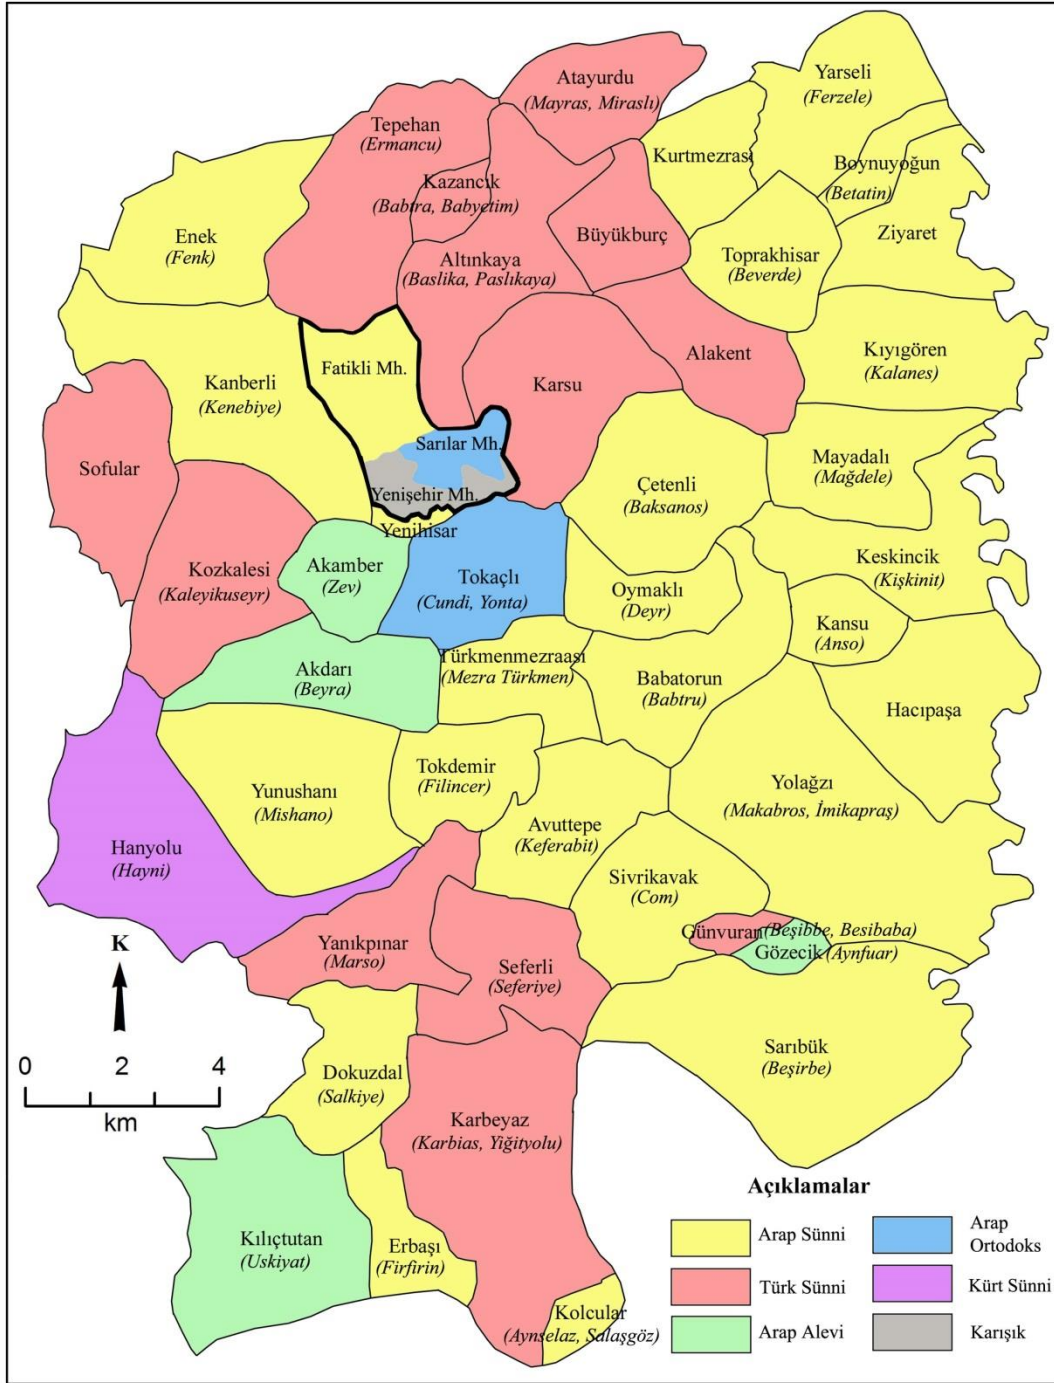 Atayurdu
(Mayras, Miraslı)
Yarseli
(Ferzele)
Tepehan
(Ermancu)
Kurtmezrası
Boynuyoğun
(Betatin)
Kazancık
(Babtra, Babyetim)
Enek
(Fenk)
Büyükburç
Ziyaret
Toprakhisar
(Beverde)
Altınkaya
(Baslika, Paslıkaya)
Fatikli Mh.
Kanberli
(Kenebiye)
Karsu
Alakent
Kıyıgören
(Kalanes)
Sarılar Mh.
Sofular
Mayadalı
(Mağdele)
Yenişehir Mh.
Çetenli
(Baksanos)
Yenihisar
Keskincik
(Kişkinit)
Kozkalesi
(Kaleyikuseyr)
Akamber
(Zev)
Tokaçlı
(Cundi, Yonta)
Oymaklı
(Deyr)
Kansu
(Anso)
Akdarı
(Beyra)
Türkmenmezraası
(Mezra Türkmen)
Babatorun
(Babtru)
Hacıpaşa
Yunushanı
(Mishano)
Tokdemir
(Filincer)
Yolağzı
(Makabros, İmikapraş)
Hanyolu
(Hayni)
Avuttepe
(Keferabit)
Sivrikavak
(Com)
Günvuran (Beşibbe, Besibaba)
Gözecik (Aynfuar)
Yanıkpınar
(Marso)
Seferli
(Seferiye)
K
0 2 4
km
Sarıbük
(Beşirbe)
Dokuzdal
(Salkiye)
Karbeyaz
(Karbias, Yiğityolu)
Kılıçtutan
(Uskiyat)
Erbaşı
(Firfirin)
Kolcular
(Aynselaz, Salaşgöz)
Açıklamalar
Arap Sünni
Türk Sünni
Arap Alevi
Arap
Ortodoks
Kürt Sünni
Karışık